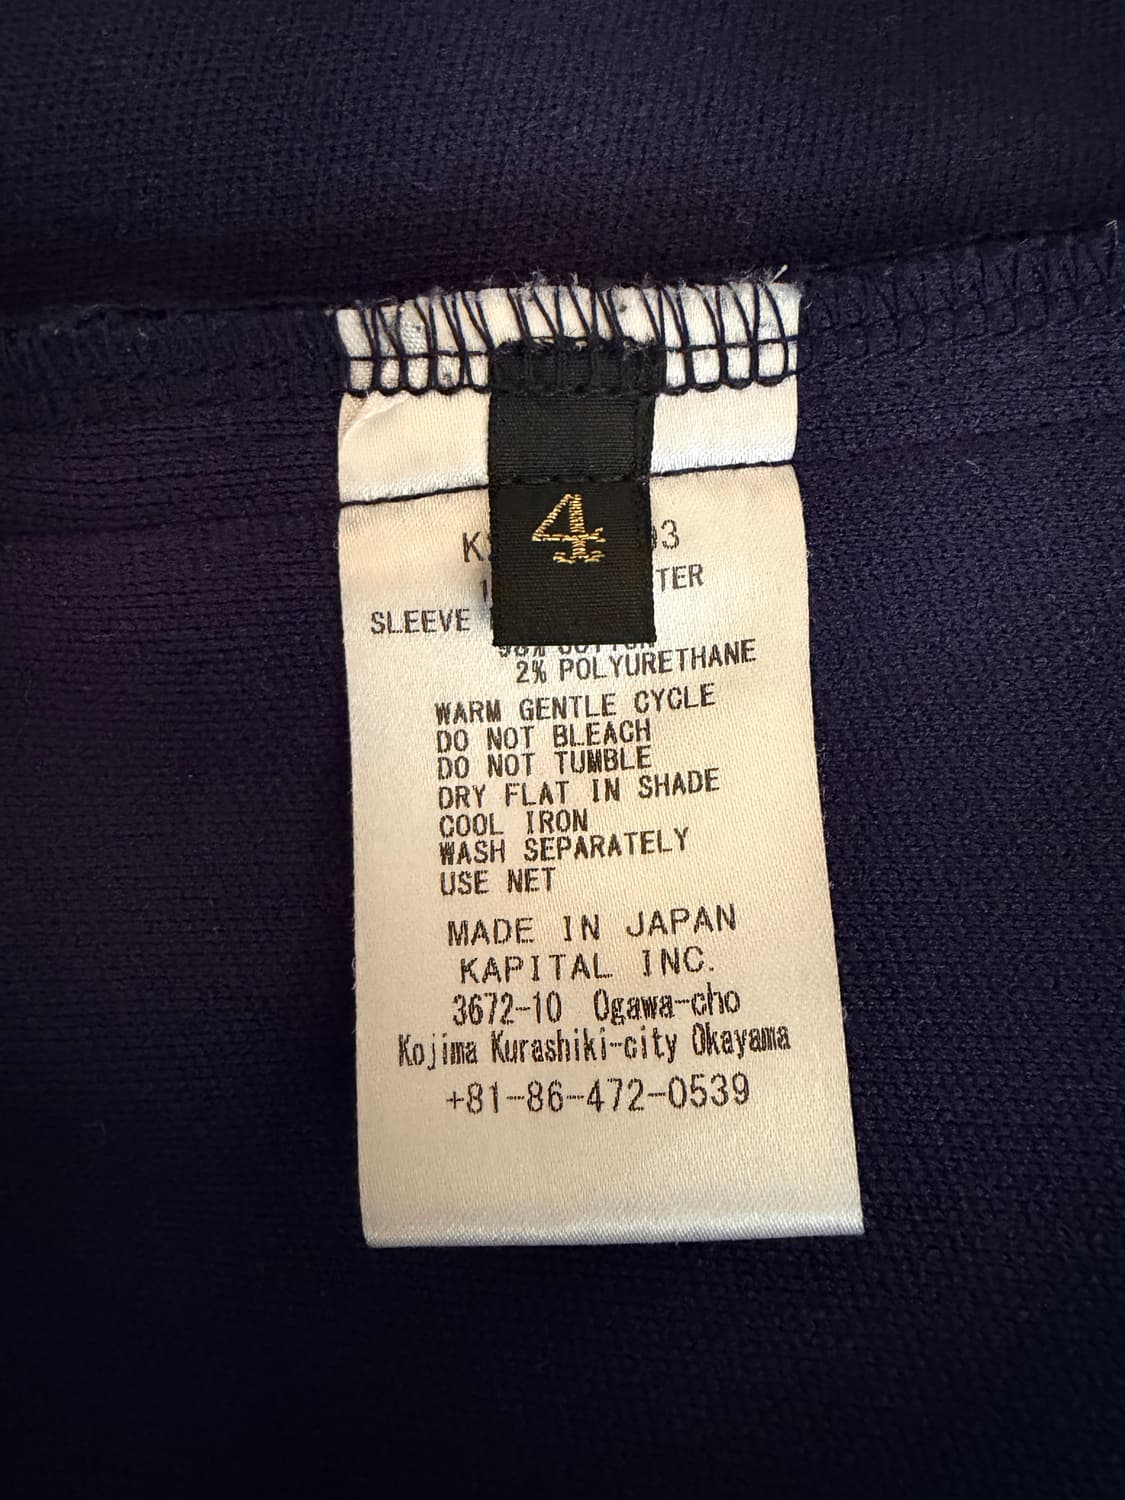 4
SLEEVE
2% POLYURETHANE
WARM GENTLE CYCLE
DO NOT BLEACH
DO NOT TUMBLE
DRY FLAT IN SHADE
COOL IRON
WASH SEPARATELY
USE NET
MADE IN JAPAN
KAPITAL INC.
3672-10 Ogawa-cho
Kojima Kurashiki-city Okayama
+81-86-472-0539